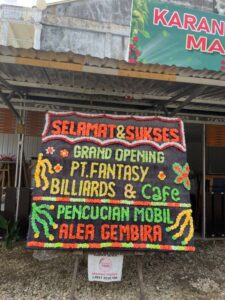 KARAN
MA
SELAMAT & SUKSES
GRAND OPENING
PT. FANTASY
BILLIARDS & Cafe
PENCUCIAN MOBIL
ALEA GEMBIRA